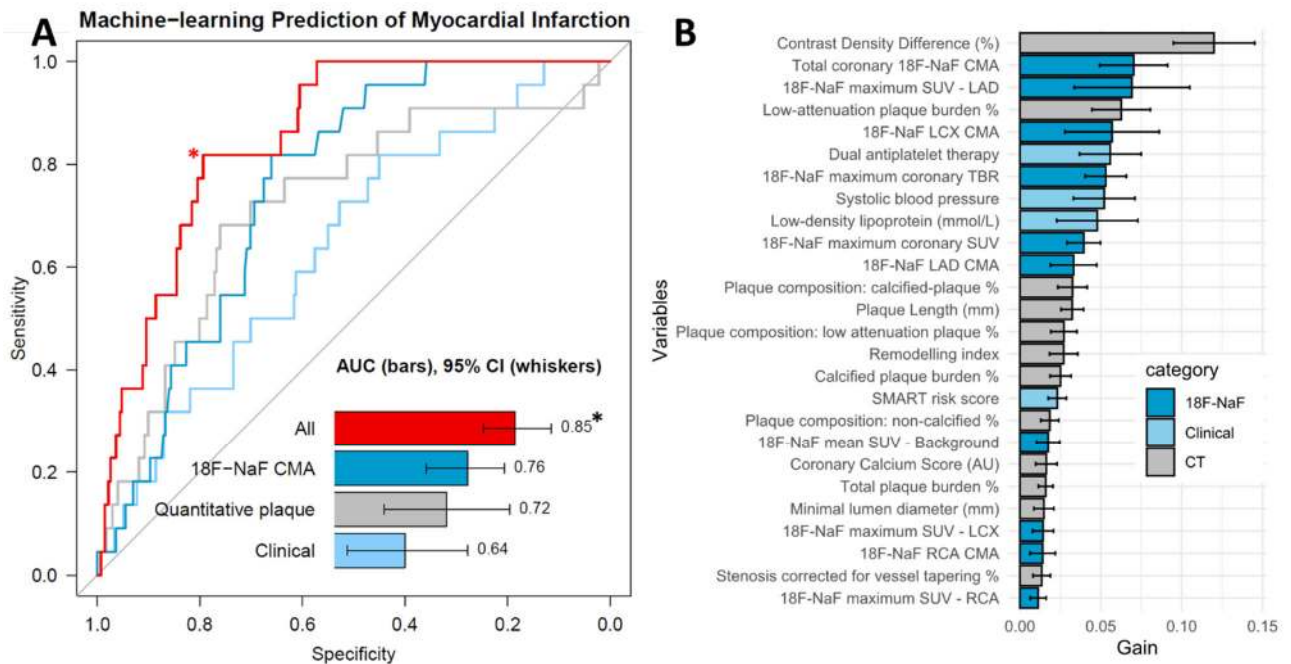 Machine−learning Prediction of Myocardial Infarction
A
*
Sensitivity
1.0
0.8
0.6
0.4
0.2
0.0
AUC (bars), 95% CI (whiskers)
All
0.85*
18F−NaF CMA
0.76
Quantitative plaque
0.72
Clinical
0.64
1.0
0.8
0.6
0.4
0.2
0.0
Specificity
B
Variables
Contrast Density Difference (%)
Total coronary 18F-NaF CMA
18F-NaF maximum SUV - LAD
Low-attenuation plaque burden %
18F-NaF LCX CMA
Dual antiplatelet therapy
18F-NaF maximum coronary TBR
Systolic blood pressure
Low-density lipoprotein (mmol/L)
18F-NaF maximum coronary SUV
18F-NaF LAD CMA
Plaque composition: calcified-plaque %
Plaque Length (mm)
Plaque composition: low attenuation plaque %
Remodelling index
Calcified plaque burden %
SMART risk score
Plaque composition: non-calcified %
18F-NaF mean SUV - Background
Coronary Calcium Score (AU)
Total plaque burden %
Minimal lumen diameter (mm)
18F-NaF maximum SUV - LCX
18F-NaF RCA CMA
Stenosis corrected for vessel tapering %
18F-NaF maximum SUV - RCA
category
18F-NaF
Clinical
CT
0.00
0.05
0.10
0.15
Gain